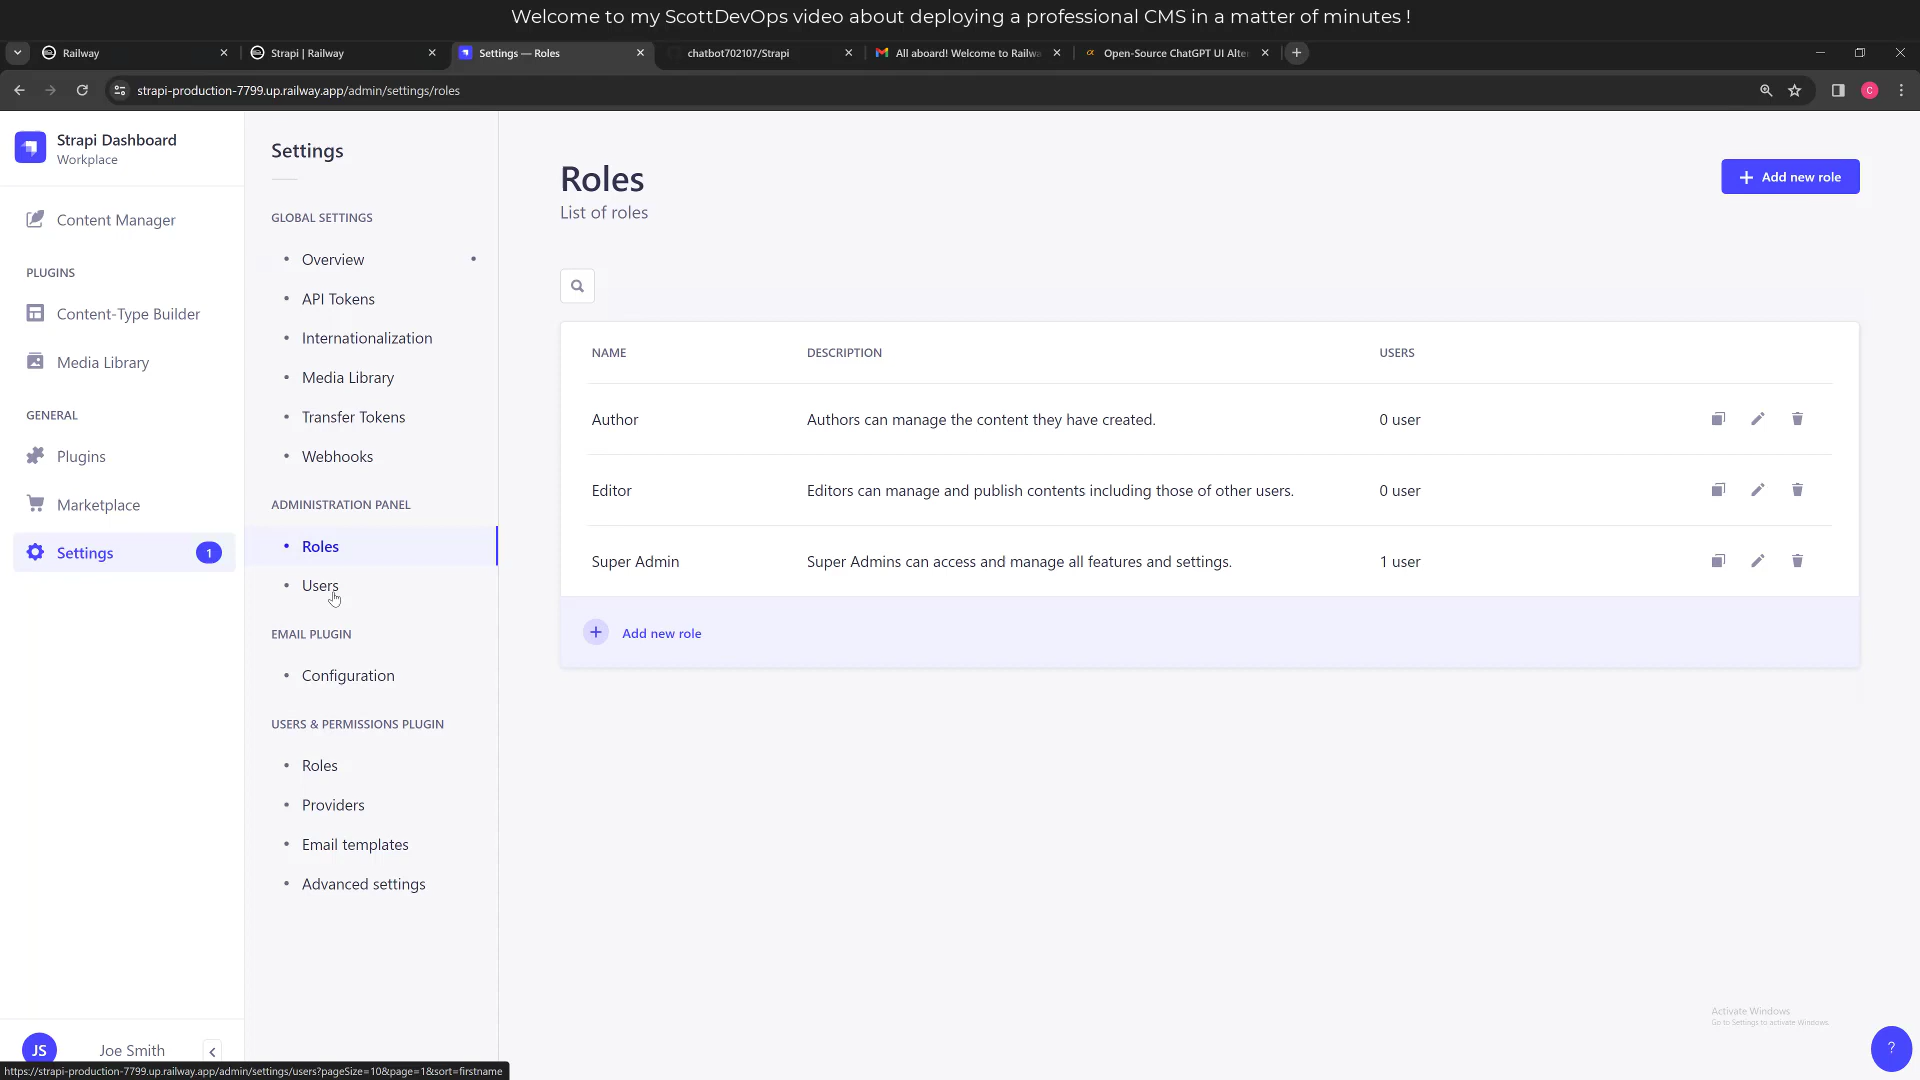 Welcome to my ScottDevOps video about deploying a professional CMS in a matter of minutes !
Railway
Strapi | Railway
Settings — Roles
chatbot702107/Strapi
All aboard! Welcome to Railwa
Open-Source ChatGPT UI Alte
strapi-production-7799.up.railway.app/admin/settings/roles
C
Strapi Dashboard
Workplace
Content Manager
PLUGINS
Content-Type Builder
Media Library
GENERAL
Plugins
Marketplace
Settings
1
JS
Joe Smith
Settings
GLOBAL SETTINGS
Overview
API Tokens
Internationalization
Media Library
Transfer Tokens
Webhooks
ADMINISTRATION PANEL
Roles
Users
EMAIL PLUGIN
Configuration
USERS & PERMISSIONS PLUGIN
Roles
Providers
Email templates
Advanced settings
Roles
List of roles
Add new role
NAME DESCRIPTION USERS
Author Authors can manage the content they have created. 0 user
Editor Editors can manage and publish contents including those of other users. 0 user
Super Admin Super Admins can access and manage all features and settings. 1 user
Add new role
Activate Windows
Go to Settings to activate Windows.
?
https://strapi-production-7799.up.railway.app/admin/settings/users?pageSize=10&page=1&sort=firstname